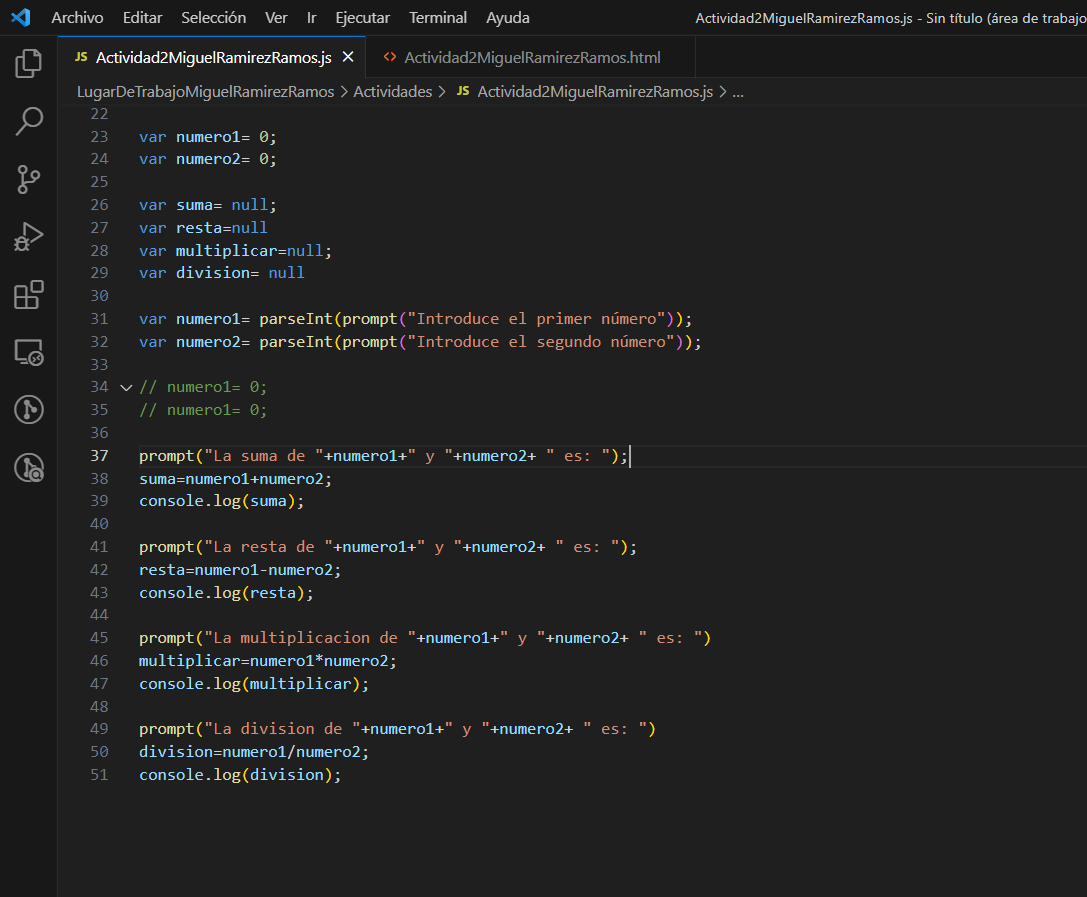 Archivo Editar Selección Ver Ir Ejecutar Terminal Ayuda Actividad2MiguelRamirezRamos.js - Sin título (área de trabajo
JS Actividad2MiguelRamirezRamos.js × <> Actividad2MiguelRamirezRamos.html
LugarDeTrabajoMiguelRamirezRamos > Actividades > JS Actividad2MiguelRamirezRamos.js > ...
22
23 var numero1= 0;
24 var numero2= 0;
25
26 var suma= null;
27 var resta=null
28 var multiplicar=null;
29 var division= null
30
31 var numero1= parseInt(prompt("Introduce el primer número"));
32 var numero2= parseInt(prompt("Introduce el segundo número"));
33
34 // numero1= 0;
35 // numero1= 0;
36
37 prompt("La suma de "+numero1+" y "+numero2+ " es: ");
38 suma=numero1+numero2;
39 console.log(suma);
40
41 prompt("La resta de "+numero1+" y "+numero2+ " es: ");
42 resta=numero1-numero2;
43 console.log(resta);
44
45 prompt("La multiplicacion de "+numero1+" y "+numero2+ " es: ")
46 multiplicar=numero1*numero2;
47 console.log(multiplicar);
48
49 prompt("La division de "+numero1+" y "+numero2+ " es: ")
50 division=numero1/numero2;
51 console.log(division);